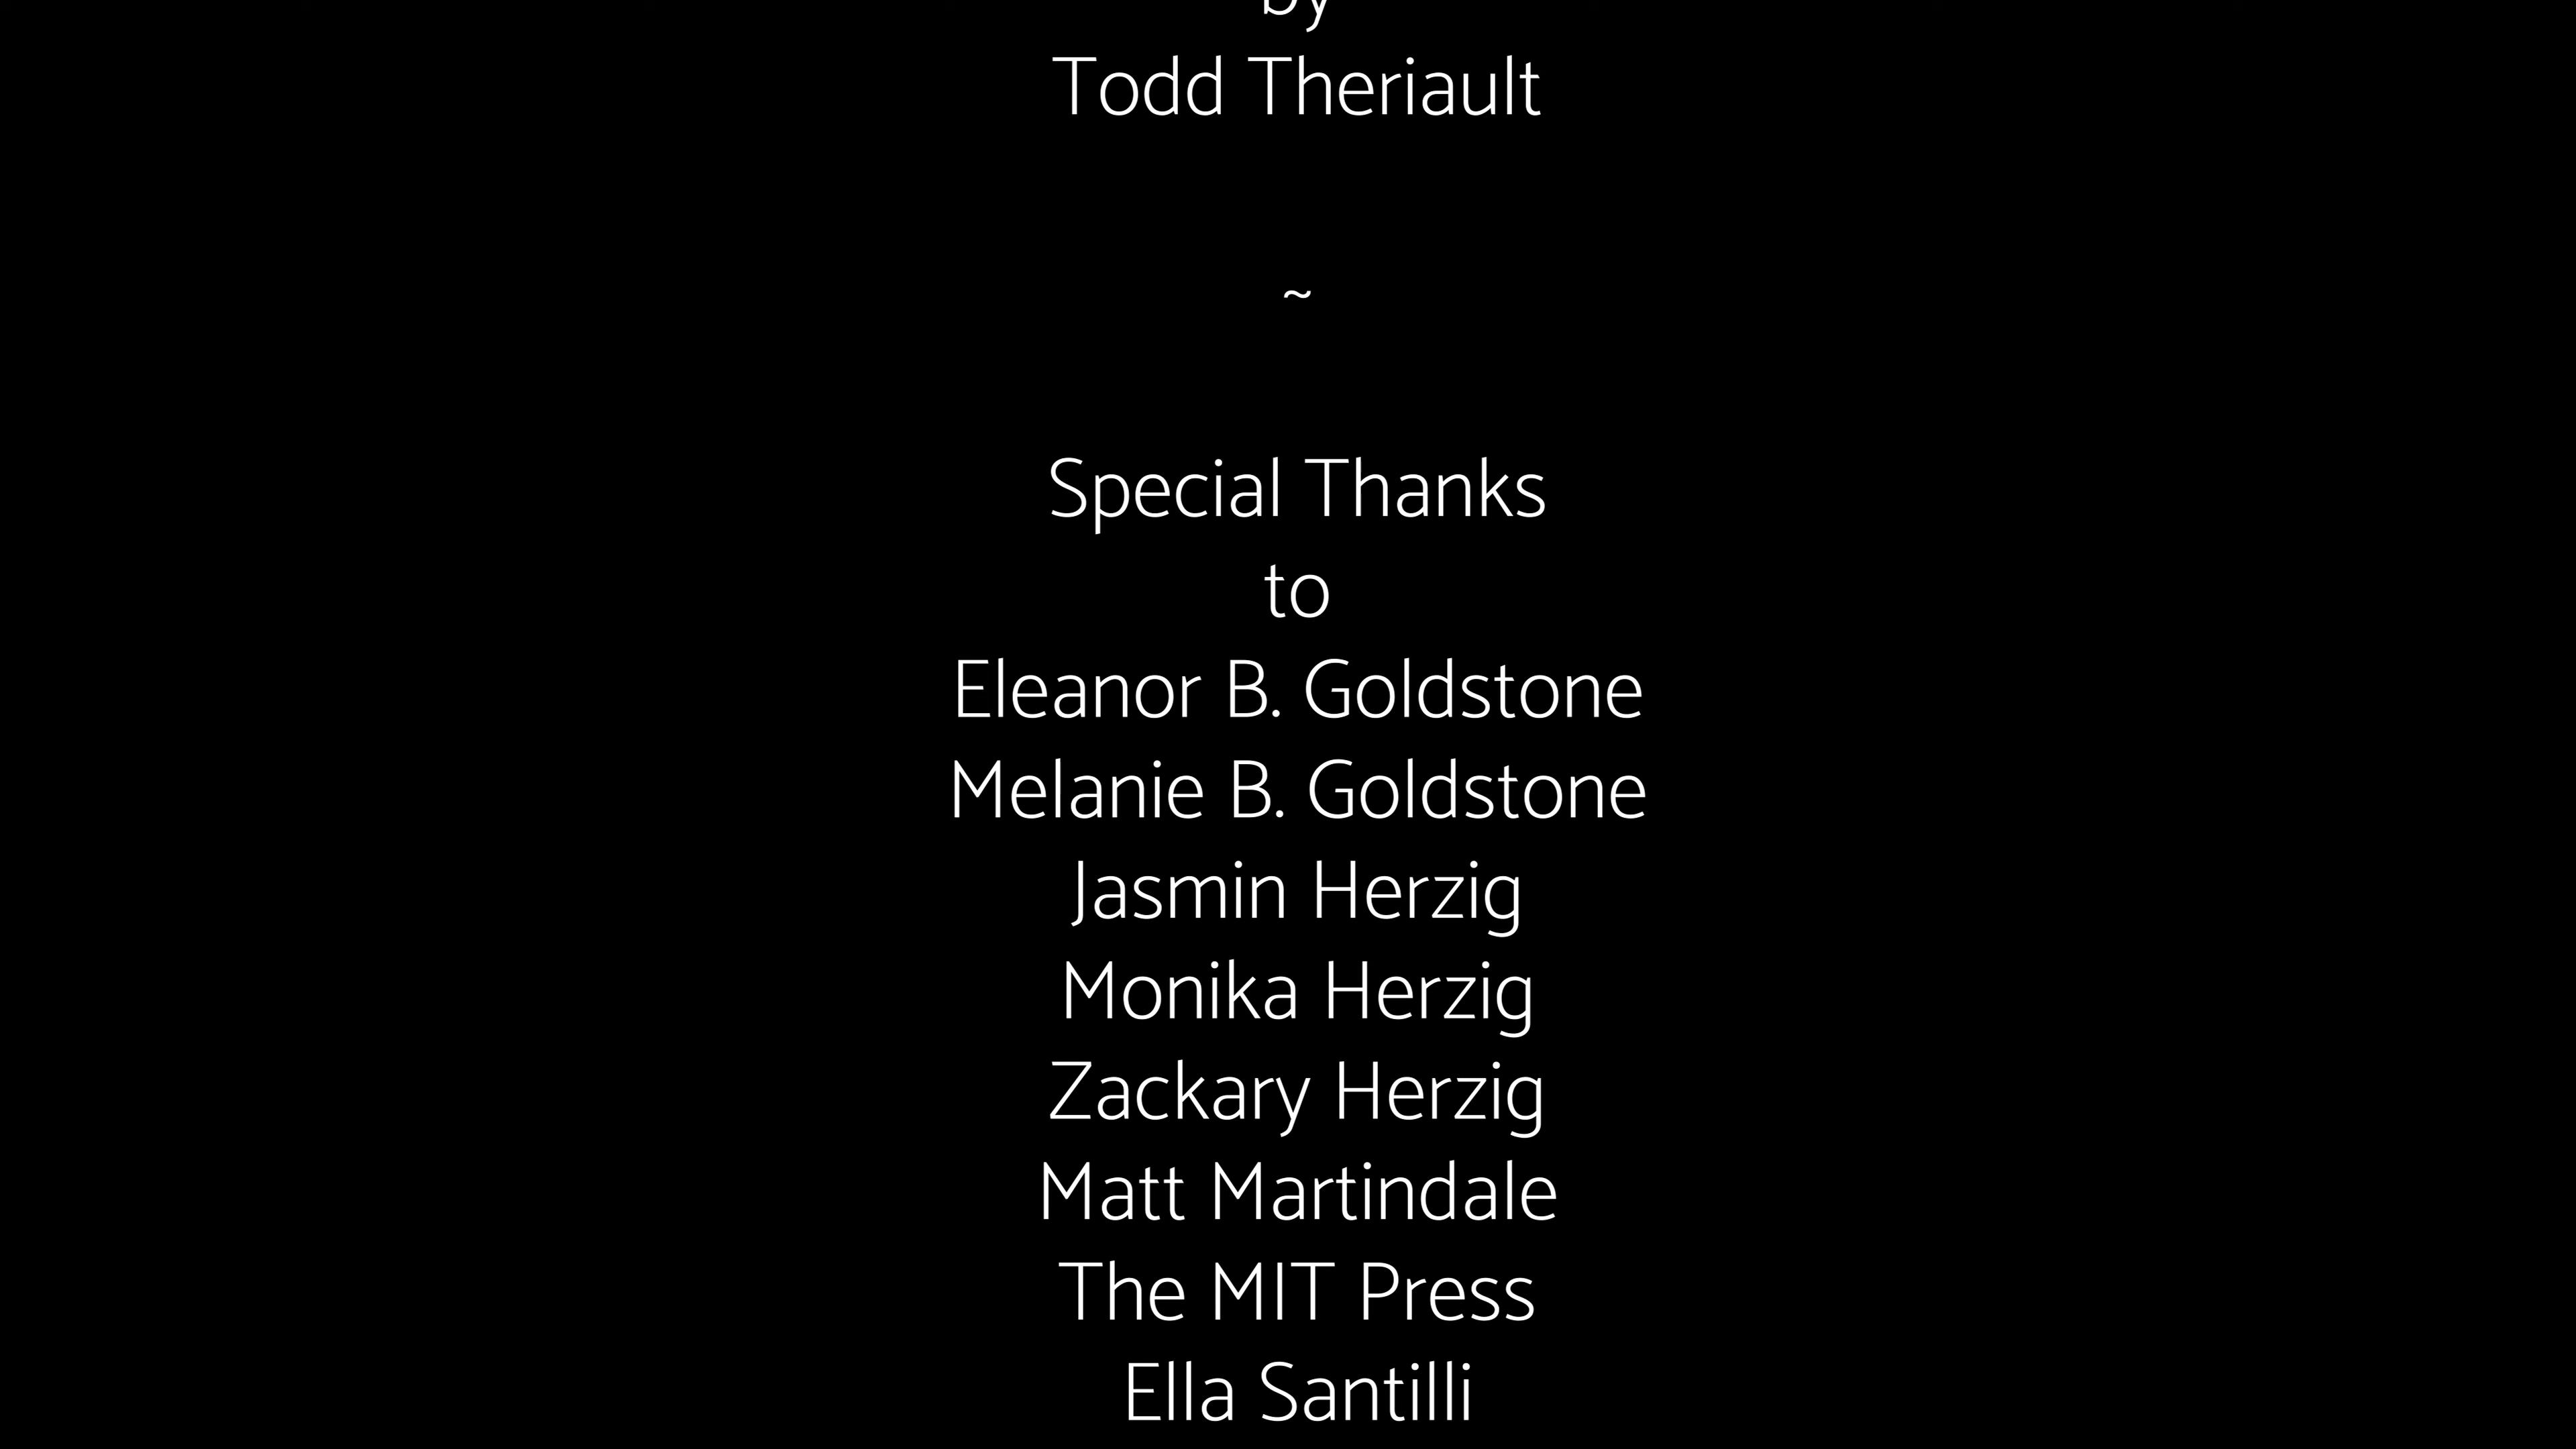 by
Todd Theriault
~
Special Thanks
to
Eleanor B. Goldstone
Melanie B. Goldstone
Jasmin Herzig
Monika Herzig
Zackary Herzig
Matt Martindale
The MIT Press
Ella Santilli